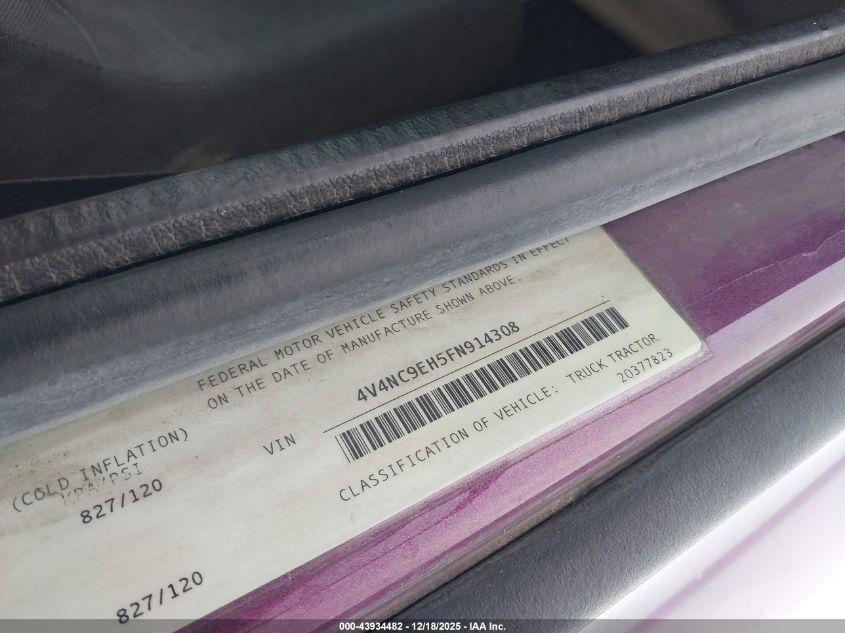 FEDERAL MOTOR VEHICLE SAFETY STANDARDS IN EFFECT
ON THE DATE OF MANUFACTURE SHOWN ABOVE.
VIN 4V4NC9EH5FN914308
CLASSIFICATION OF VEHICLE: TRUCK TRACTOR
20377823
(COLD INFLATION)
KPA/PSI
827/120
827/120
000-43934482 - 12/18/2025 - IAA Inc.